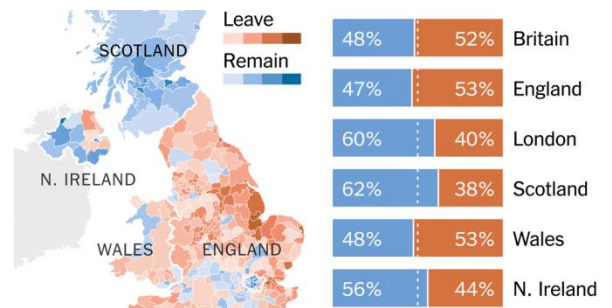 Leave
Remain
SCOTLAND
N. IRELAND
WALES
ENGLAND
48% 52% Britain
47% 53% England
60% 40% London
62% 38% Scotland
48% 53% Wales
56% 44% N. Ireland